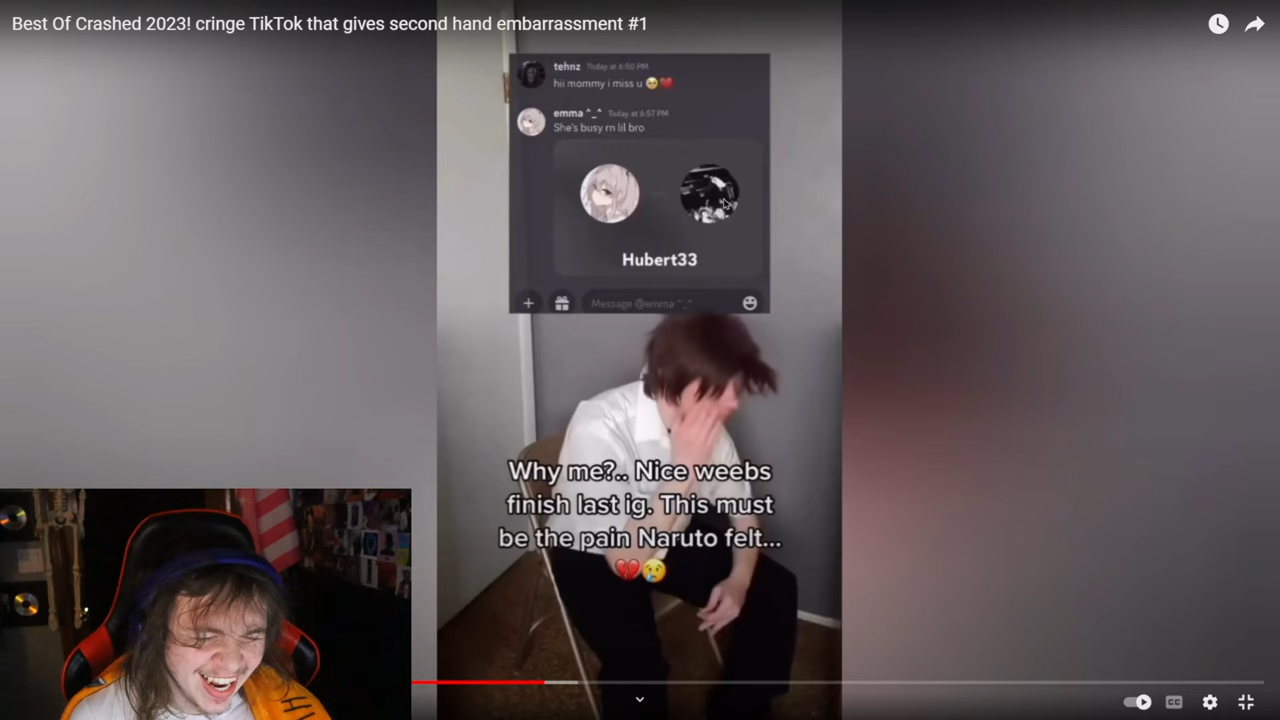 Best Of Crashed 2023! cringe TikTok that gives second hand embarrassment #1
tehnz Today at 6:50 PM
hii mommy i miss u 🥹❤️
emma ^_^ Today at 6:57 PM
She's busy rn lil bro
Hubert33
Message @emma ^_^
Why me?.. Nice weebs
finish last ig. This must
be the pain Naruto felt...
💔😢
CC